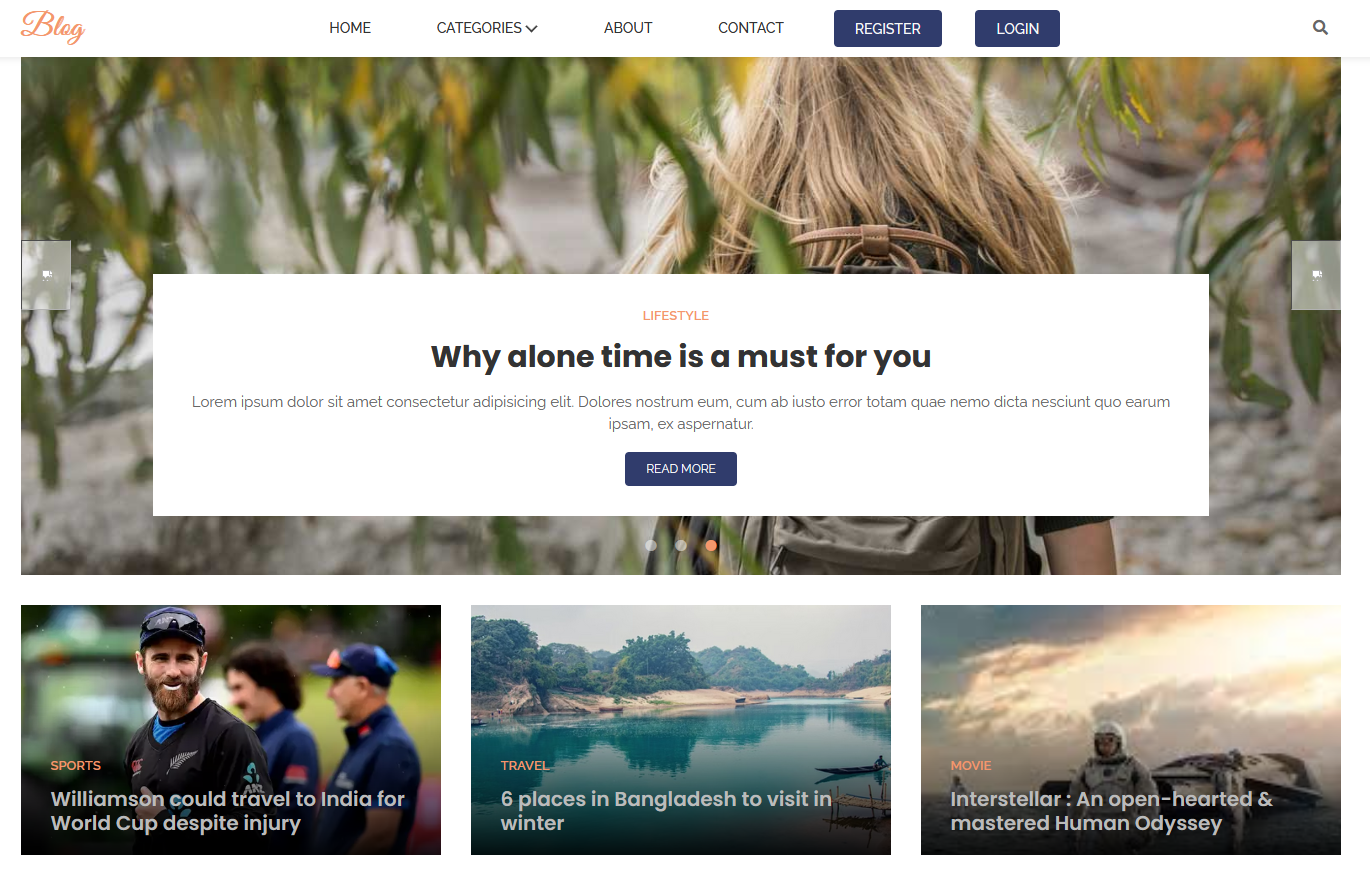 Blog
HOME
CATEGORIES
ABOUT
CONTACT
REGISTER
LOGIN
LIFESTYLE
Why alone time is a must for you
Lorem ipsum dolor sit amet consectetur adipisicing elit. Dolores nostrum eum, cum ab iusto error totam quae nemo dicta nesciunt quo earum
ipsam, ex aspernatur.
READ MORE
ANZ
SPORTS
Williamson could travel to India for
World Cup despite injury
TRAVEL
6 places in Bangladesh to visit in
winter
MOVIE
Interstellar : An open-hearted &
mastered Human Odyssey